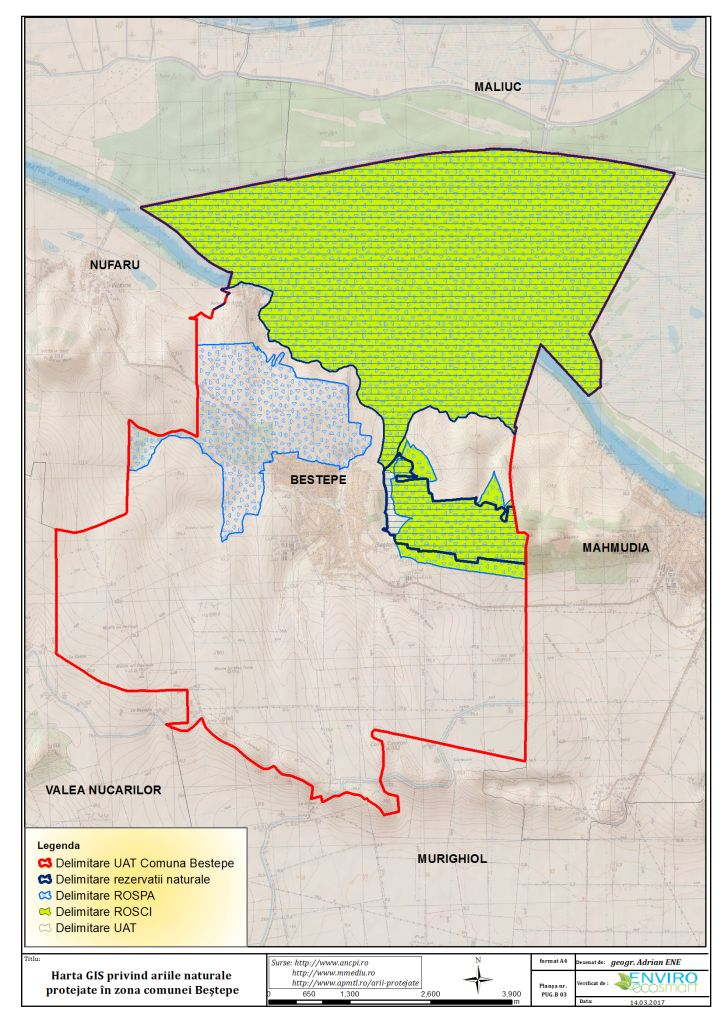 MALIUC
NUFARU
BESTEPE
MAHMUDIA
VALEA NUCARILOR
MURIGHIOL
Legenda
Delimitare UAT Comuna Bestepe
Delimitare rezervatii naturale
Delimitare ROSPA
Delimitare ROSCI
Delimitare UAT
Titlu:
Harta GIS privind ariile naturale
protejate în zona comunei Beștepe
Surse: http://www.ancpi.ro
http://www.mmediu.ro
http://www.apmtl.ro/arii-protejate
N
0 650 1,300 2,600 3,900
m
format A4
Planșa nr.
PUG.B 03
Desenat de: geogr. Adrian ENE
Verificat de :
ENVIRO
ecosmart
Data: 14.03.2017